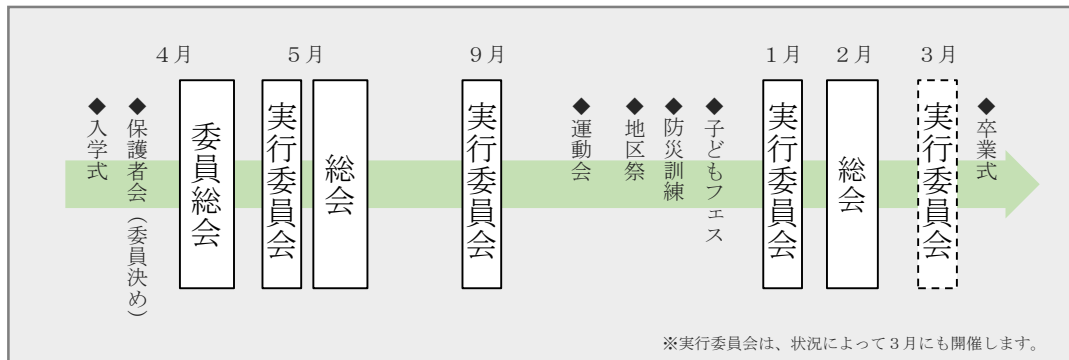 ４月
５月
９月
１月
２月
３月
◆入学式
◆保護者会（委員決め）
委員総会
実行委員会
総会
実行委員会
◆運動会
◆地区祭
◆防災訓練
◆子どもフェス
実行委員会
総会
実行委員会
◆卒業式
※実行委員会は、状況によって３月にも開催します。